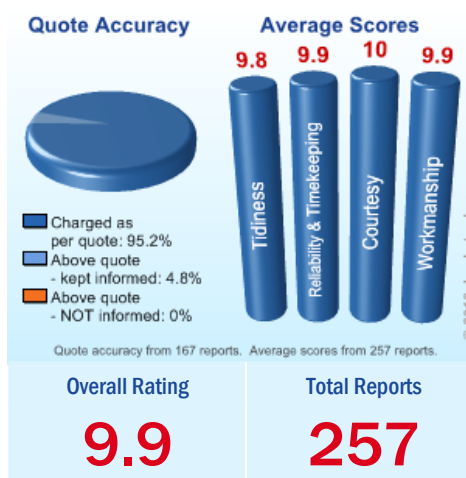 Quote Accuracy
Average Scores
9.8
9.9
10
9.9
Tidiness
Reliability & Timekeeping
Courtesy
Workmanship
Charged as
per quote: 95.2%
Above quote
- kept informed: 4.8%
Above quote
- NOT informed: 0%
Quote accuracy from 167 reports. Average scores from 257 reports.
Overall Rating
Total Reports
9.9
257